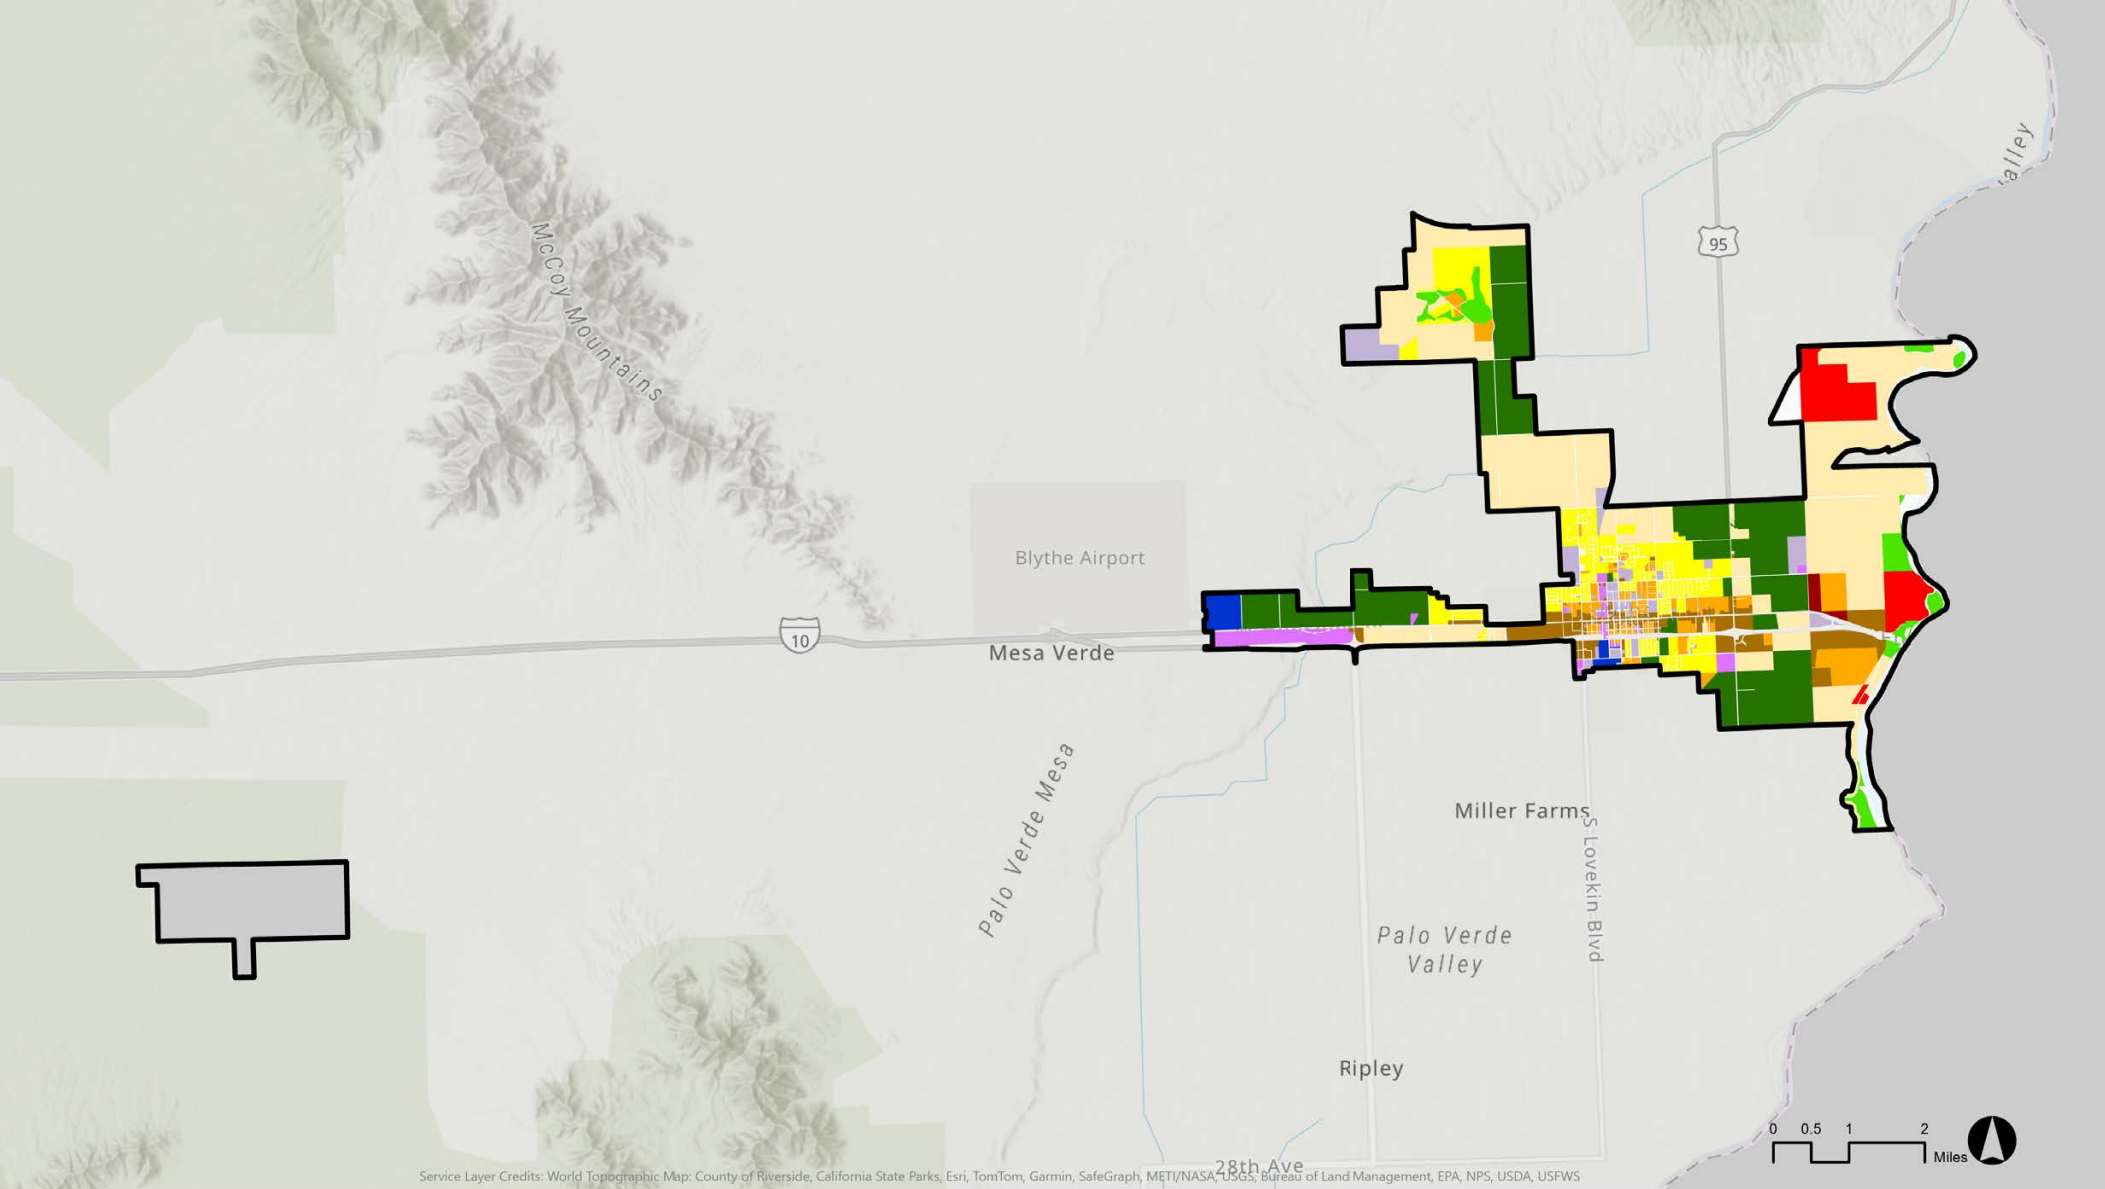 alley
95
McCoy Mountains
Blythe Airport
10
Mesa Verde
Palo Verde Mesa
Miller Farms
S Lovekin Blvd
Palo Verde
Valley
Ripley
0 0.5 1 2
Miles
28th Ave
Service Layer Credits: World Topographic Map: County of Riverside, California State Parks, Esri, TomTom, Garmin, SafeGraph, METI/NASA, USGS, Bureau of Land Management, EPA, NPS, USDA, USFWS